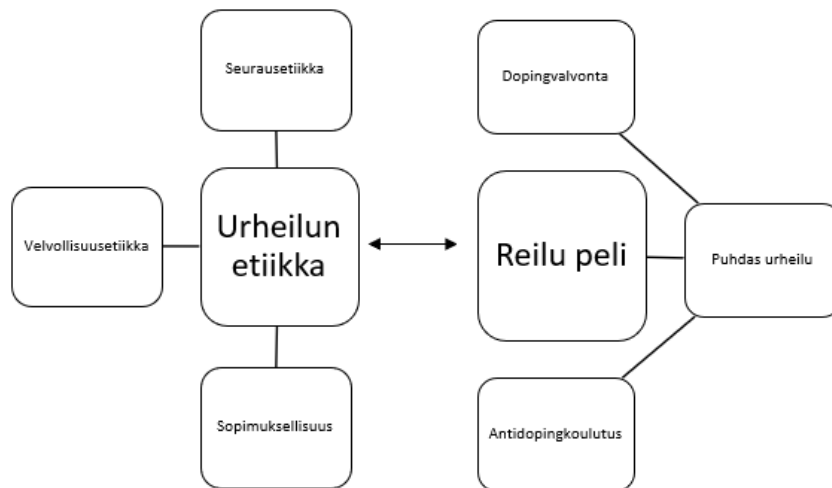 Seurausetiikka
Dopingvalvonta
Velvollisuusetiikka
Urheilun
etiikka
Reilu peli
Puhdas urheilu
Sopimuksellisuus
Antidopingkoulutus